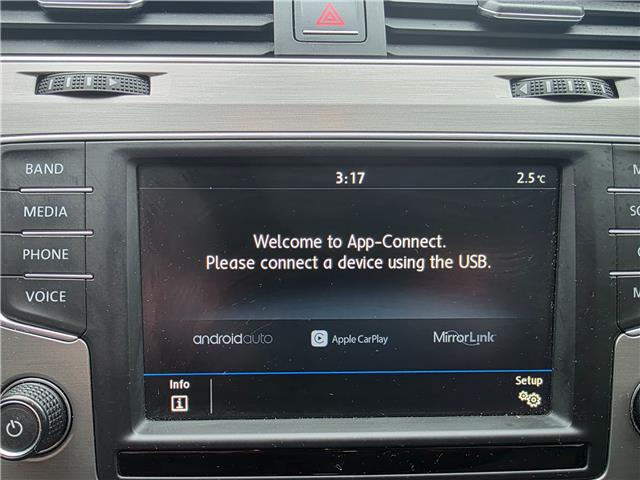 BAND
MEDIA
PHONE
VOICE
3:17
2.5°C
Welcome to App-Connect.
Please connect a device using the USB.
androidauto
Apple CarPlay
MirrorLink
Info
Setup